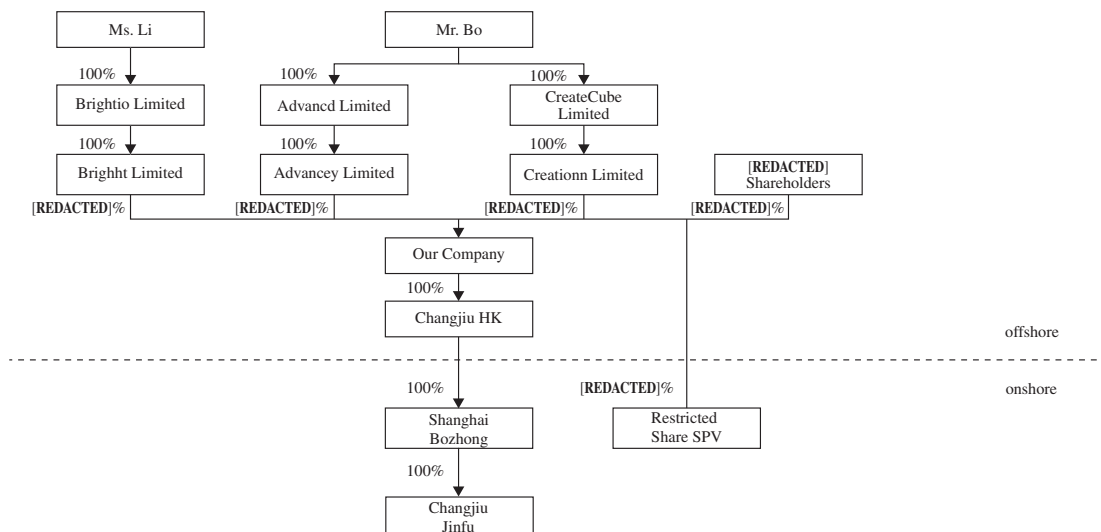 Ms. Li
Mr. Bo
100%
100%
100%
Brightio Limited
Advancd Limited
CreateCube
Limited
100%
100%
100%
Brighht Limited
Advancey Limited
Creationn Limited
[REDACTED]
Shareholders
[REDACTED]%
[REDACTED]%
[REDACTED]%
[REDACTED]%
Our Company
100%
Changjiu HK
offshore
100%
[REDACTED]%
onshore
Shanghai
Bozhong
Restricted
Share SPV
100%
Changjiu
Jinfu